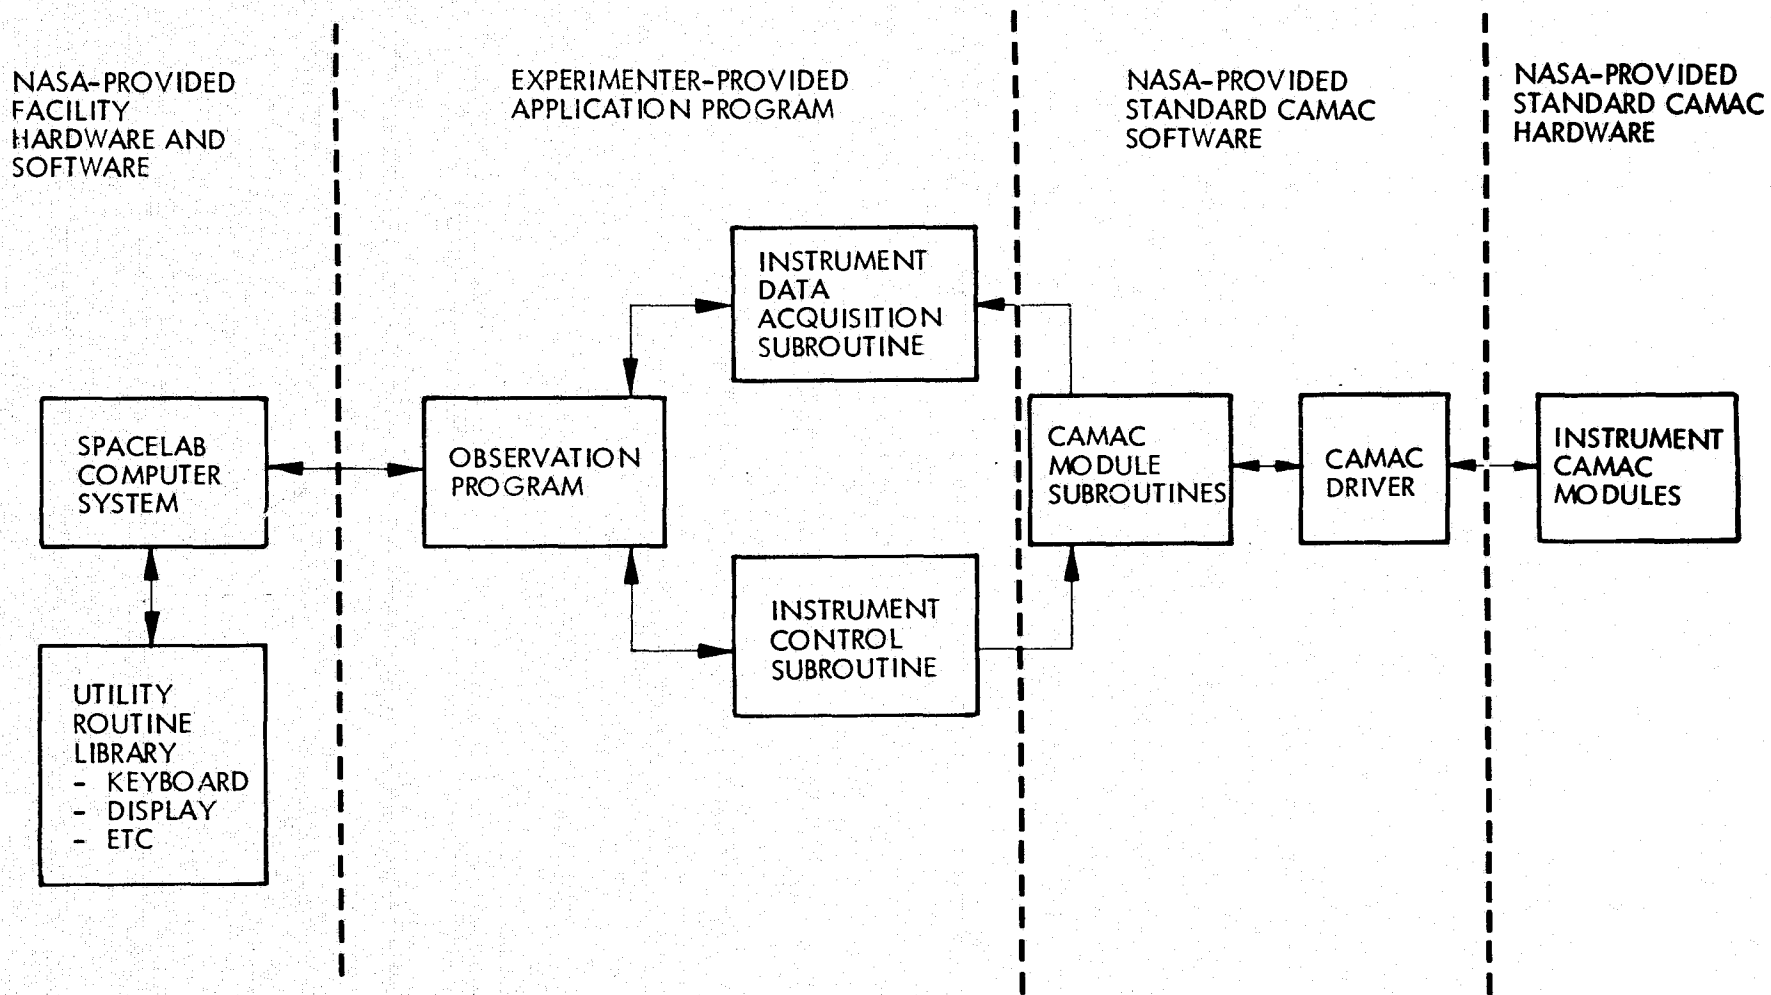 NASA-PROVIDED
FACILITY
HARDWARE AND
SOFTWARE
EXPERIMENTER-PROVIDED
APPLICATION PROGRAM
NASA-PROVIDED
STANDARD CAMAC
SOFTWARE
NASA-PROVIDED
STANDARD CAMAC
HARDWARE
SPACELAB
COMPUTER
SYSTEM
UTILITY
ROUTINE
LIBRARY
- KEYBOARD
- DISPLAY
- ETC
OBSERVATION
PROGRAM
INSTRUMENT
DATA
ACQUISITION
SUBROUTINE
INSTRUMENT
CONTROL
SUBROUTINE
CAMAC
MODULE
SUBROUTINES
CAMAC
DRIVER
INSTRUMENT
CAMAC
MODULES